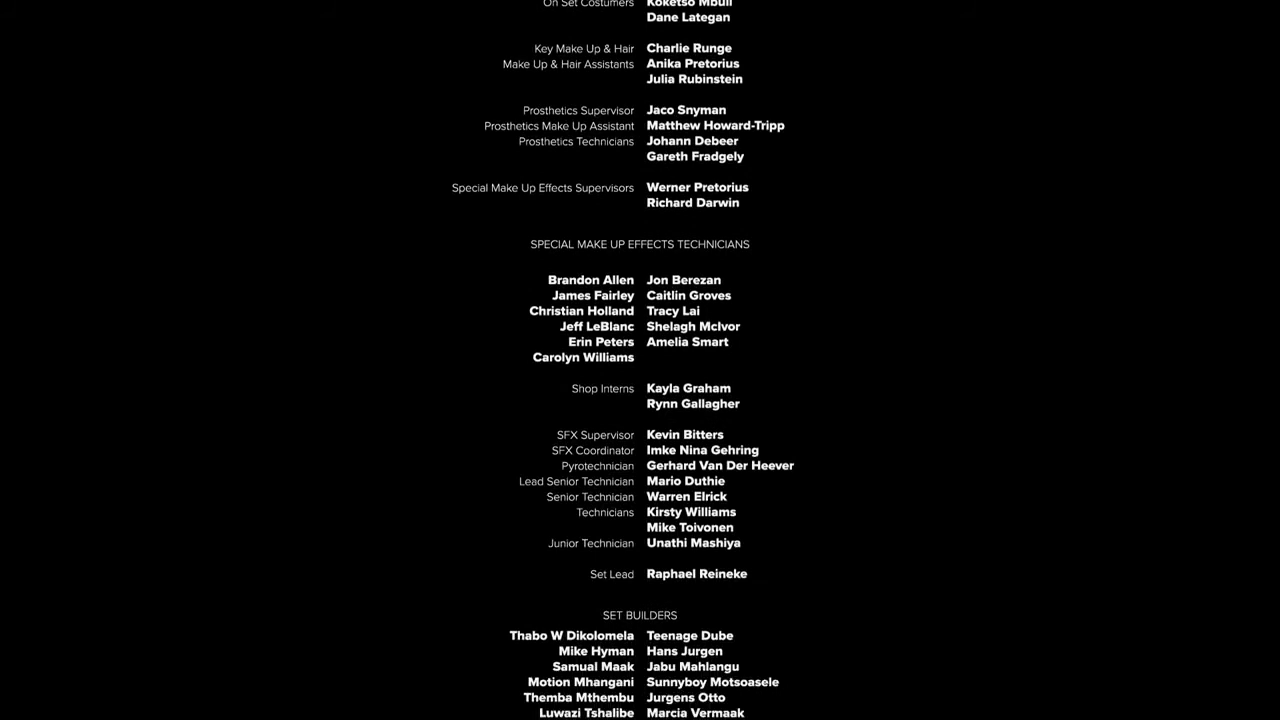 On Set Costumers Koketso Mbuli
Dane Lategan
Key Make Up & Hair Charlie Runge
Make Up & Hair Assistants Anika Pretorius
Julia Rubinstein
Prosthetics Supervisor Jaco Snyman
Prosthetics Make Up Assistant Matthew Howard-Tripp
Prosthetics Technicians Johann Debeer
Gareth Fradgely
Special Make Up Effects Supervisors Werner Pretorius
Richard Darwin
SPECIAL MAKE UP EFFECTS TECHNICIANS
Brandon Allen Jon Berezan
James Fairley Caitlin Groves
Christian Holland Tracy Lai
Jeff LeBlanc Shelagh McIvor
Erin Peters Amelia Smart
Carolyn Williams
Shop Interns Kayla Graham
Rynn Gallagher
SFX Supervisor Kevin Bitters
SFX Coordinator Imke Nina Gehring
Pyrotechnician Gerhard Van Der Heever
Lead Senior Technician Mario Duthie
Senior Technician Warren Elrick
Technicians Kirsty Williams
Mike Toivonen
Junior Technician Unathi Mashiya
Set Lead Raphael Reineke
SET BUILDERS
Thabo W Dikolomela Teenage Dube
Mike Hyman Hans Jurgen
Samual Maak Jabu Mahlangu
Motion Mhangani Sunnyboy Motsoasele
Themba Mthembu Jurgens Otto
Luwazi Tshalibe Marcia Vermaak